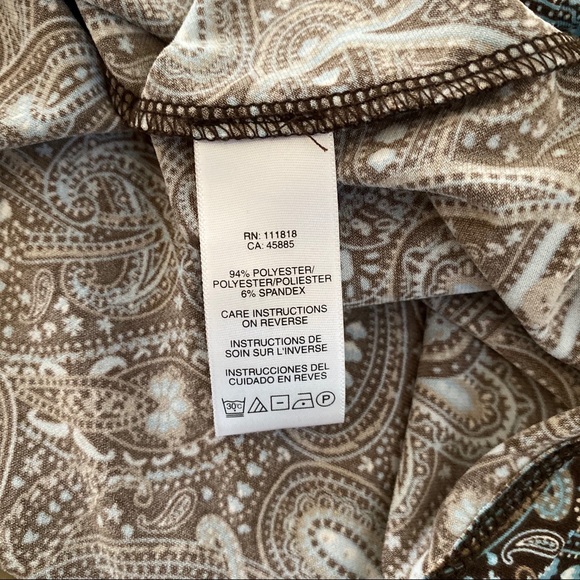 RN: 111818
CA: 45885
94% POLYESTER/
POLYESTER/POLIESTER
6% SPANDEX
CARE INSTRUCTIONS
ON REVERSE
INSTRUCTIONS DE
SOIN SUR L'INVERSE
INSTRUCCIONES DEL
CUIDADO EN REVES
30°C P